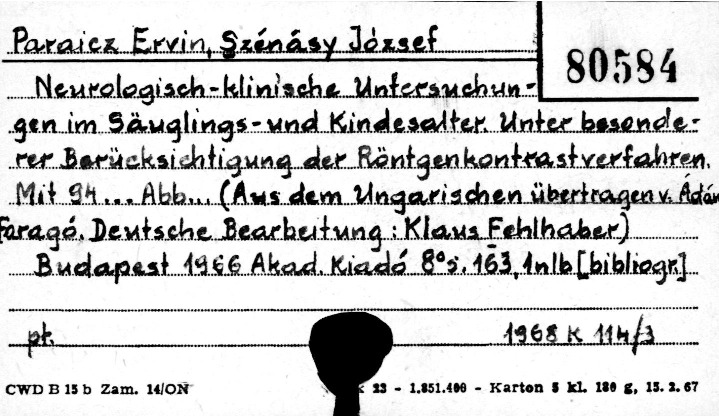 Paraicz Ervin, Szénásy József
80584
Neurologisch-klinische Untersuchun-
gen im Säuglings- und Kindesalter. Unter besonde-
rer Berücksichtigung der Röntgenkontrastverfahren.
Mit 94 ... Abb... (Aus dem Ungarischen übertragen v. Ádám
Faragó. Deutsche Bearbeitung: Klaus Fehlhaber)
Budapest 1966 Akad. Kiadó 8° s. 163, 1nlb [bibliogr.]
pt. 1968 K 114/3
CWD B 15 b Zam. 14/ON k 23 - 1.851.400 - Karton 5 kl. 180 g, 15.2.67